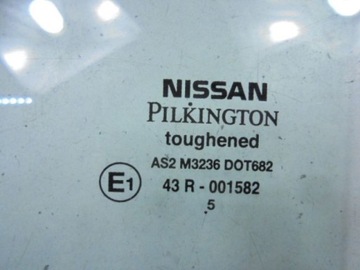 NISSAN
PILKINGTON
toughened
AS2 M3236 DOT682
E1 43 R - 001582
5